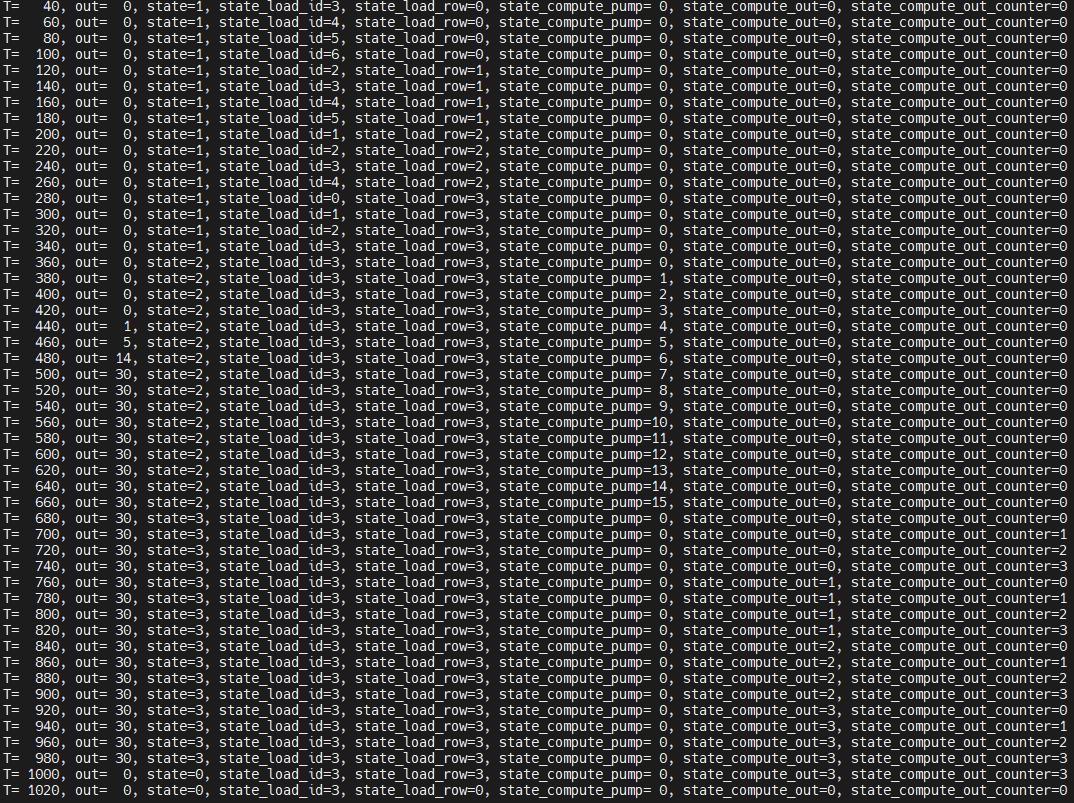 T=   40, out=  0, state=1, state_load_id=3, state_load_row=0, state_compute_pump= 0, state_compute_out=0, state_compute_out_counter=0
T=   60, out=  0, state=1, state_load_id=4, state_load_row=0, state_compute_pump= 0, state_compute_out=0, state_compute_out_counter=0
T=   80, out=  0, state=1, state_load_id=5, state_load_row=0, state_compute_pump= 0, state_compute_out=0, state_compute_out_counter=0
T=  100, out=  0, state=1, state_load_id=6, state_load_row=0, state_compute_pump= 0, state_compute_out=0, state_compute_out_counter=0
T=  120, out=  0, state=1, state_load_id=2, state_load_row=1, state_compute_pump= 0, state_compute_out=0, state_compute_out_counter=0
T=  140, out=  0, state=1, state_load_id=3, state_load_row=1, state_compute_pump= 0, state_compute_out=0, state_compute_out_counter=0
T=  160, out=  0, state=1, state_load_id=4, state_load_row=1, state_compute_pump= 0, state_compute_out=0, state_compute_out_counter=0
T=  180, out=  0, state=1, state_load_id=5, state_load_row=1, state_compute_pump= 0, state_compute_out=0, state_compute_out_counter=0
T=  200, out=  0, state=1, state_load_id=1, state_load_row=2, state_compute_pump= 0, state_compute_out=0, state_compute_out_counter=0
T=  220, out=  0, state=1, state_load_id=2, state_load_row=2, state_compute_pump= 0, state_compute_out=0, state_compute_out_counter=0
T=  240, out=  0, state=1, state_load_id=3, state_load_row=2, state_compute_pump= 0, state_compute_out=0, state_compute_out_counter=0
T=  260, out=  0, state=1, state_load_id=4, state_load_row=2, state_compute_pump= 0, state_compute_out=0, state_compute_out_counter=0
T=  280, out=  0, state=1, state_load_id=0, state_load_row=3, state_compute_pump= 0, state_compute_out=0, state_compute_out_counter=0
T=  300, out=  0, state=1, state_load_id=1, state_load_row=3, state_compute_pump= 0, state_compute_out=0, state_compute_out_counter=0
T=  320, out=  0, state=1, state_load_id=2, state_load_row=3, state_compute_pump= 0, state_compute_out=0, state_compute_out_counter=0
T=  340, out=  0, state=1, state_load_id=3, state_load_row=3, state_compute_pump= 0, state_compute_out=0, state_compute_out_counter=0
T=  360, out=  0, state=2, state_load_id=3, state_load_row=3, state_compute_pump= 0, state_compute_out=0, state_compute_out_counter=0
T=  380, out=  0, state=2, state_load_id=3, state_load_row=3, state_compute_pump= 1, state_compute_out=0, state_compute_out_counter=0
T=  400, out=  0, state=2, state_load_id=3, state_load_row=3, state_compute_pump= 2, state_compute_out=0, state_compute_out_counter=0
T=  420, out=  0, state=2, state_load_id=3, state_load_row=3, state_compute_pump= 3, state_compute_out=0, state_compute_out_counter=0
T=  440, out=  1, state=2, state_load_id=3, state_load_row=3, state_compute_pump= 4, state_compute_out=0, state_compute_out_counter=0
T=  460, out=  5, state=2, state_load_id=3, state_load_row=3, state_compute_pump= 5, state_compute_out=0, state_compute_out_counter=0
T=  480, out= 14, state=2, state_load_id=3, state_load_row=3, state_compute_pump= 6, state_compute_out=0, state_compute_out_counter=0
T=  500, out= 30, state=2, state_load_id=3, state_load_row=3, state_compute_pump= 7, state_compute_out=0, state_compute_out_counter=0
T=  520, out= 30, state=2, state_load_id=3, state_load_row=3, state_compute_pump= 8, state_compute_out=0, state_compute_out_counter=0
T=  540, out= 30, state=2, state_load_id=3, state_load_row=3, state_compute_pump= 9, state_compute_out=0, state_compute_out_counter=0
T=  560, out= 30, state=2, state_load_id=3, state_load_row=3, state_compute_pump=10, state_compute_out=0, state_compute_out_counter=0
T=  580, out= 30, state=2, state_load_id=3, state_load_row=3, state_compute_pump=11, state_compute_out=0, state_compute_out_counter=0
T=  600, out= 30, state=2, state_load_id=3, state_load_row=3, state_compute_pump=12, state_compute_out=0, state_compute_out_counter=0
T=  620, out= 30, state=2, state_load_id=3, state_load_row=3, state_compute_pump=13, state_compute_out=0, state_compute_out_counter=0
T=  640, out= 30, state=2, state_load_id=3, state_load_row=3, state_compute_pump=14, state_compute_out=0, state_compute_out_counter=0
T=  660, out= 30, state=2, state_load_id=3, state_load_row=3, state_compute_pump=15, state_compute_out=0, state_compute_out_counter=0
T=  680, out= 30, state=3, state_load_id=3, state_load_row=3, state_compute_pump= 0, state_compute_out=0, state_compute_out_counter=0
T=  700, out= 30, state=3, state_load_id=3, state_load_row=3, state_compute_pump= 0, state_compute_out=0, state_compute_out_counter=1
T=  720, out= 30, state=3, state_load_id=3, state_load_row=3, state_compute_pump= 0, state_compute_out=0, state_compute_out_counter=2
T=  740, out= 30, state=3, state_load_id=3, state_load_row=3, state_compute_pump= 0, state_compute_out=0, state_compute_out_counter=3
T=  760, out= 30, state=3, state_load_id=3, state_load_row=3, state_compute_pump= 0, state_compute_out=1, state_compute_out_counter=0
T=  780, out= 30, state=3, state_load_id=3, state_load_row=3, state_compute_pump= 0, state_compute_out=1, state_compute_out_counter=1
T=  800, out= 30, state=3, state_load_id=3, state_load_row=3, state_compute_pump= 0, state_compute_out=1, state_compute_out_counter=2
T=  820, out= 30, state=3, state_load_id=3, state_load_row=3, state_compute_pump= 0, state_compute_out=1, state_compute_out_counter=3
T=  840, out= 30, state=3, state_load_id=3, state_load_row=3, state_compute_pump= 0, state_compute_out=2, state_compute_out_counter=0
T=  860, out= 30, state=3, state_load_id=3, state_load_row=3, state_compute_pump= 0, state_compute_out=2, state_compute_out_counter=1
T=  880, out= 30, state=3, state_load_id=3, state_load_row=3, state_compute_pump= 0, state_compute_out=2, state_compute_out_counter=2
T=  900, out= 30, state=3, state_load_id=3, state_load_row=3, state_compute_pump= 0, state_compute_out=2, state_compute_out_counter=3
T=  920, out= 30, state=3, state_load_id=3, state_load_row=3, state_compute_pump= 0, state_compute_out=3, state_compute_out_counter=0
T=  940, out= 30, state=3, state_load_id=3, state_load_row=3, state_compute_pump= 0, state_compute_out=3, state_compute_out_counter=1
T=  960, out= 30, state=3, state_load_id=3, state_load_row=3, state_compute_pump= 0, state_compute_out=3, state_compute_out_counter=2
T=  980, out= 30, state=3, state_load_id=3, state_load_row=3, state_compute_pump= 0, state_compute_out=3, state_compute_out_counter=3
T= 1000, out=  0, state=0, state_load_id=3, state_load_row=3, state_compute_pump= 0, state_compute_out=3, state_compute_out_counter=3
T= 1020, out=  0, state=0, state_load_id=3, state_load_row=0, state_compute_pump= 0, state_compute_out=0, state_compute_out_counter=0